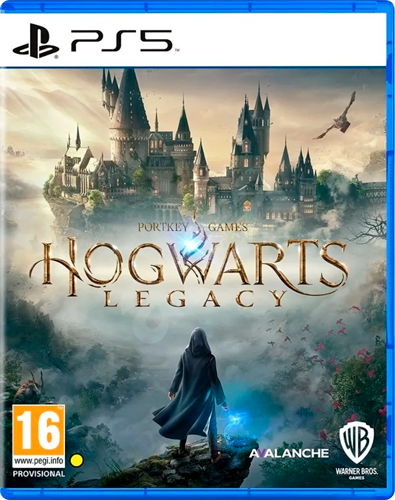 PS5
PORTKEY GAMES
HOGWARTS
LEGACY
16
www.pegi.info
PROVISIONAL
AVALANCHE
WB
WARNER BROS.
GAMES